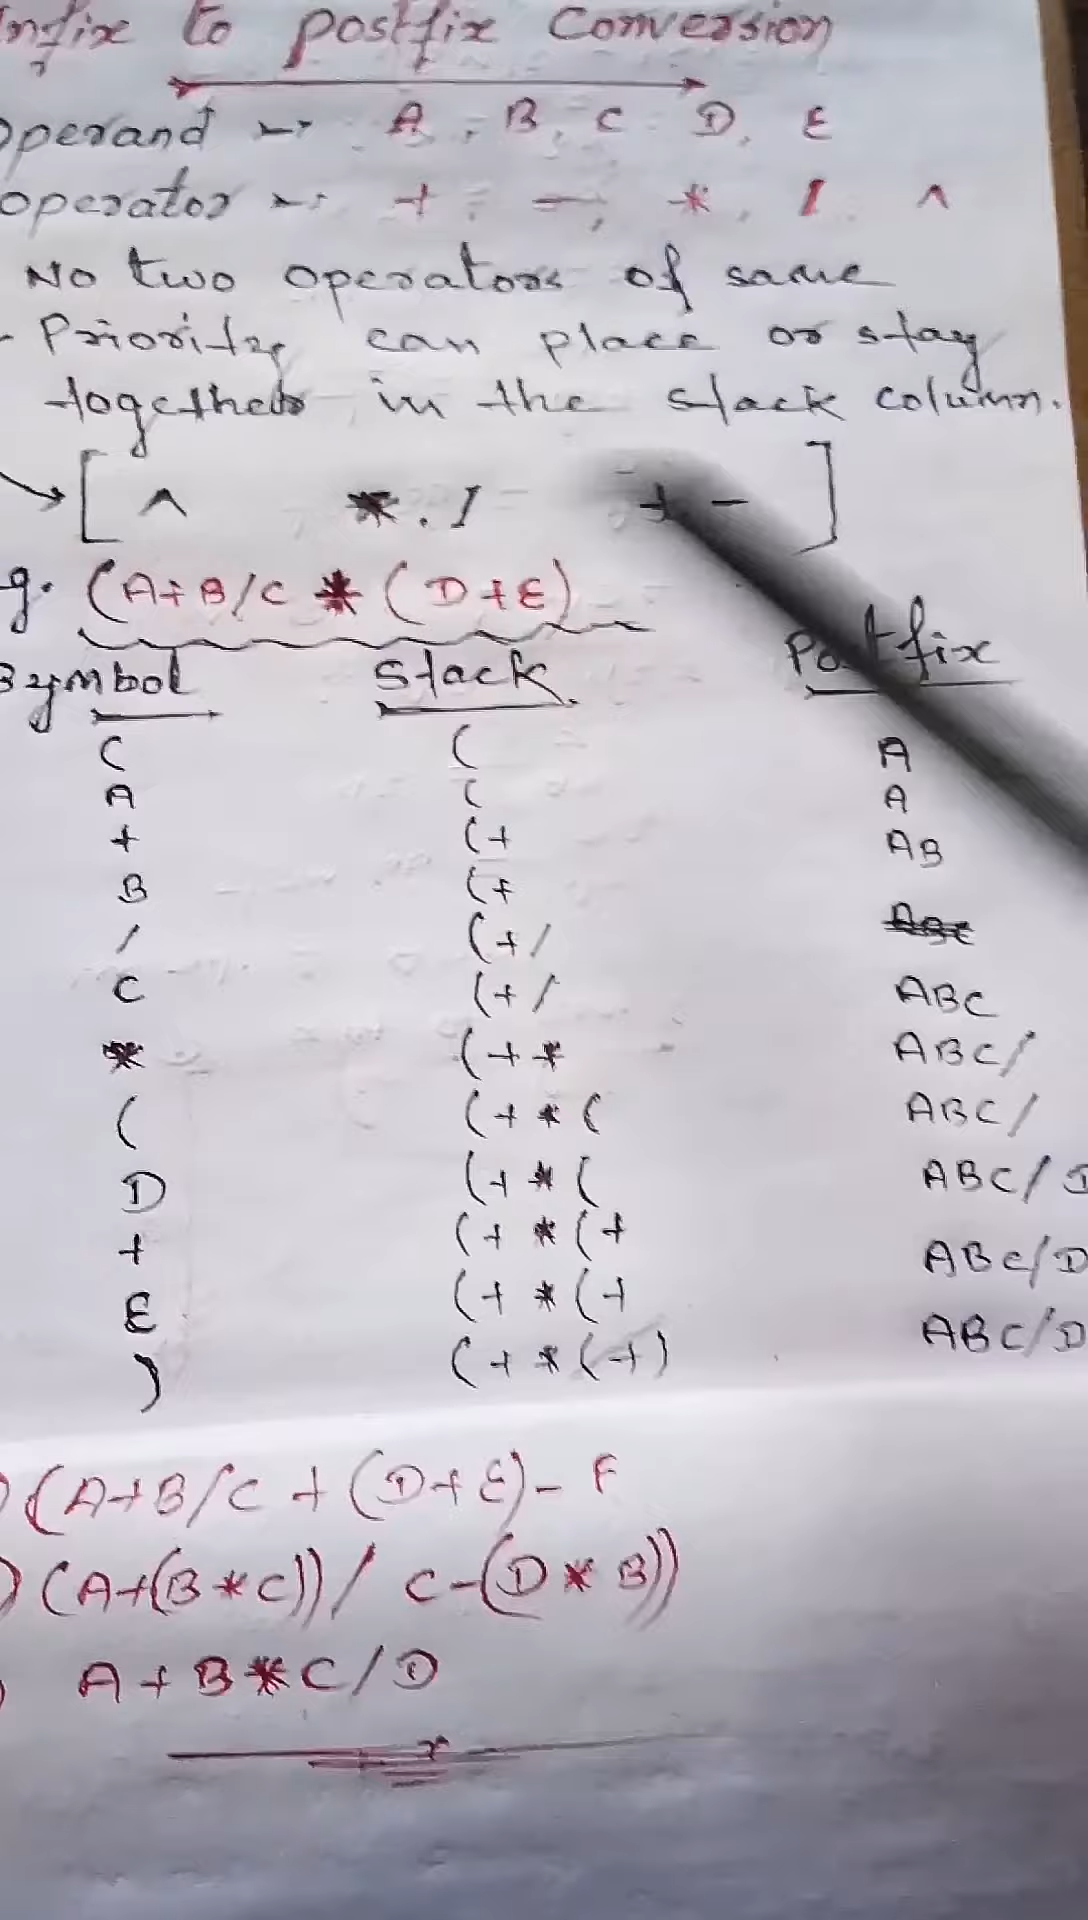 Infix to postfix Conversion
Operand → A, B, C, D, E
operator → +, -, *, /, ^
No two operators of same
- Priority can place or stay
together in the stack column.
→ [ ^ *, / + - ]
g. (A+B/C * (D+E)
Symbol Stack Postfix
( ( A
A ( A
+ (+ AB
B (+
/ (+/
C (+/ ABC
* (+* ABC/
( (+*( ABC/
D (+*( ABC/D
+ (+*(+ ABC/D
E (+*(+ ABC/D
) (+*(+)
) (A+B/C + (D+E)- F
) (A+(B*C))/ C-(D*B))
) A+B*C/D
x